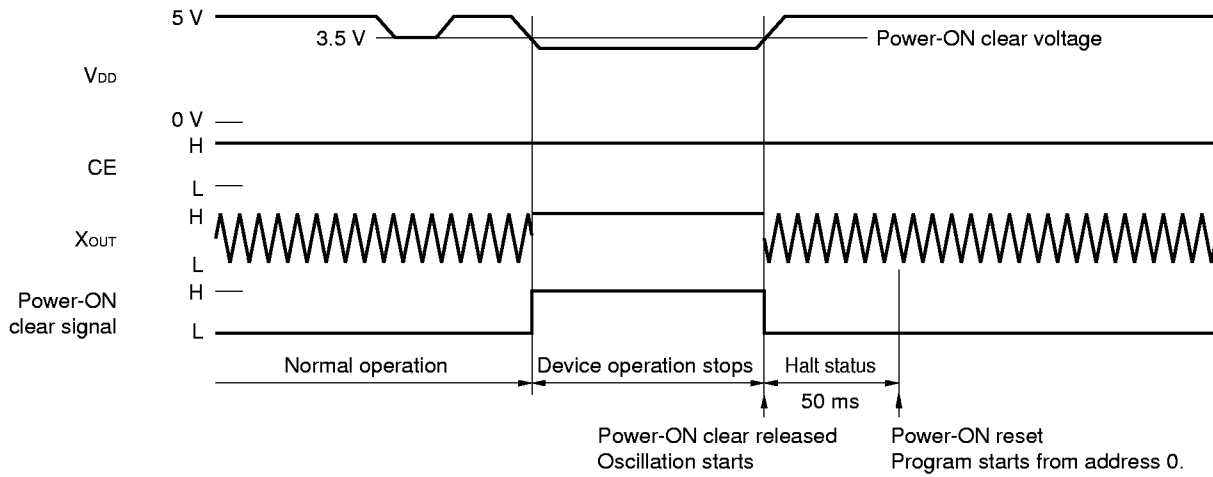 5 V
3.5 V
Power-ON clear voltage
VDD
0 V
H
CE
L
H
XOUT
L
H
Power-ON
clear signal
L
Normal operation
Device operation stops
Halt status
50 ms
Power-ON clear released
Oscillation starts
Power-ON reset
Program starts from address 0.